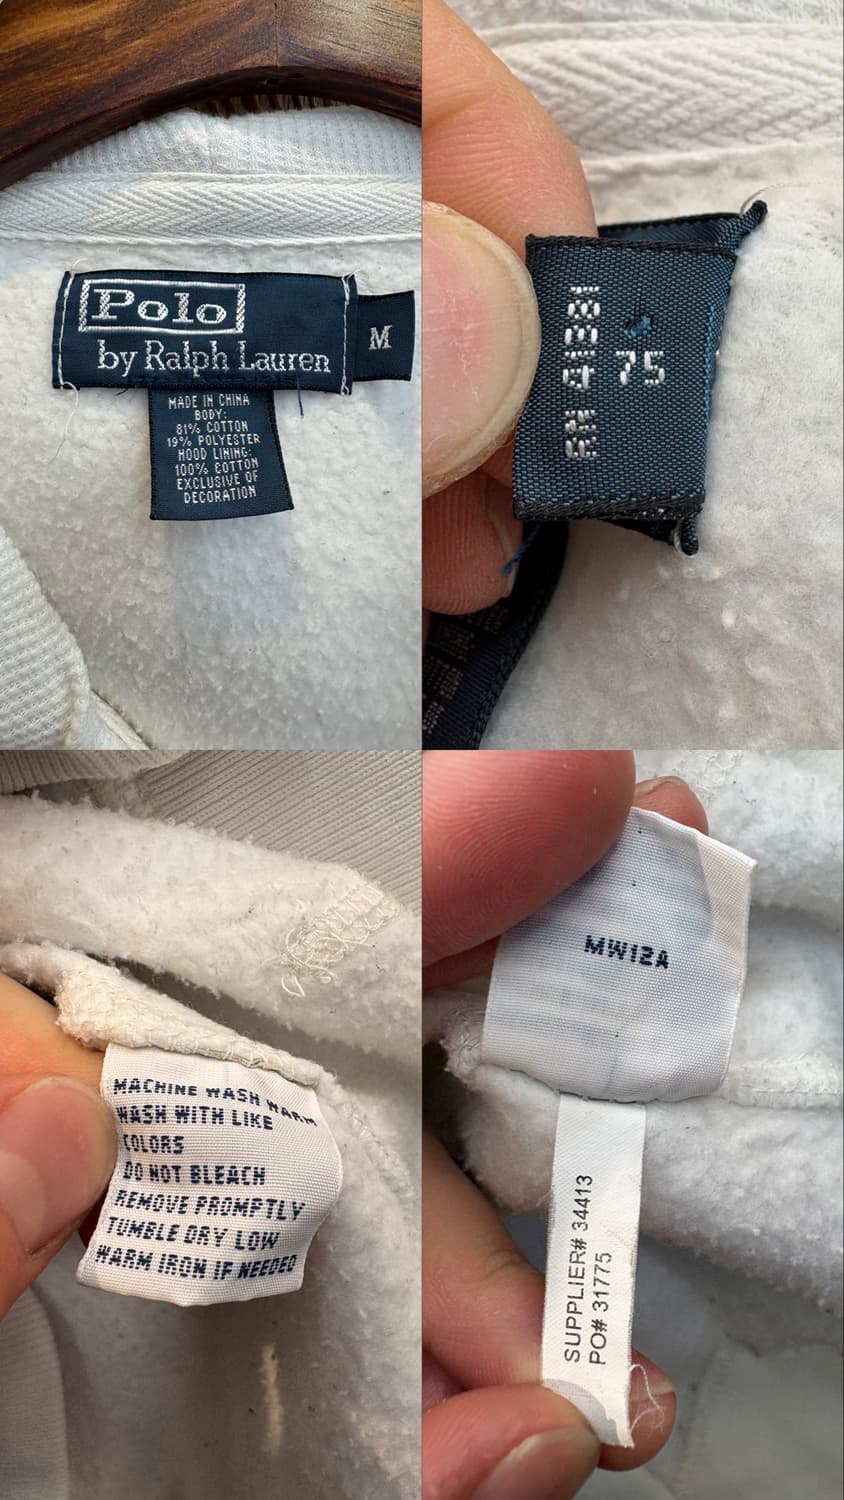 Polo
by Ralph Lauren
M
MADE IN CHINA
BODY:
81% COTTON
19% POLYESTER
HOOD LINING:
100% COTTON
EXCLUSIVE OF
DECORATION
RN 41381
75
MACHINE WASH WARM
WASH WITH LIKE
COLORS
DO NOT BLEACH
REMOVE PROMPTLY
TUMBLE DRY LOW
WARM IRON IF NEEDED
MW12A
SUPPLIER# 34413
PO# 31775